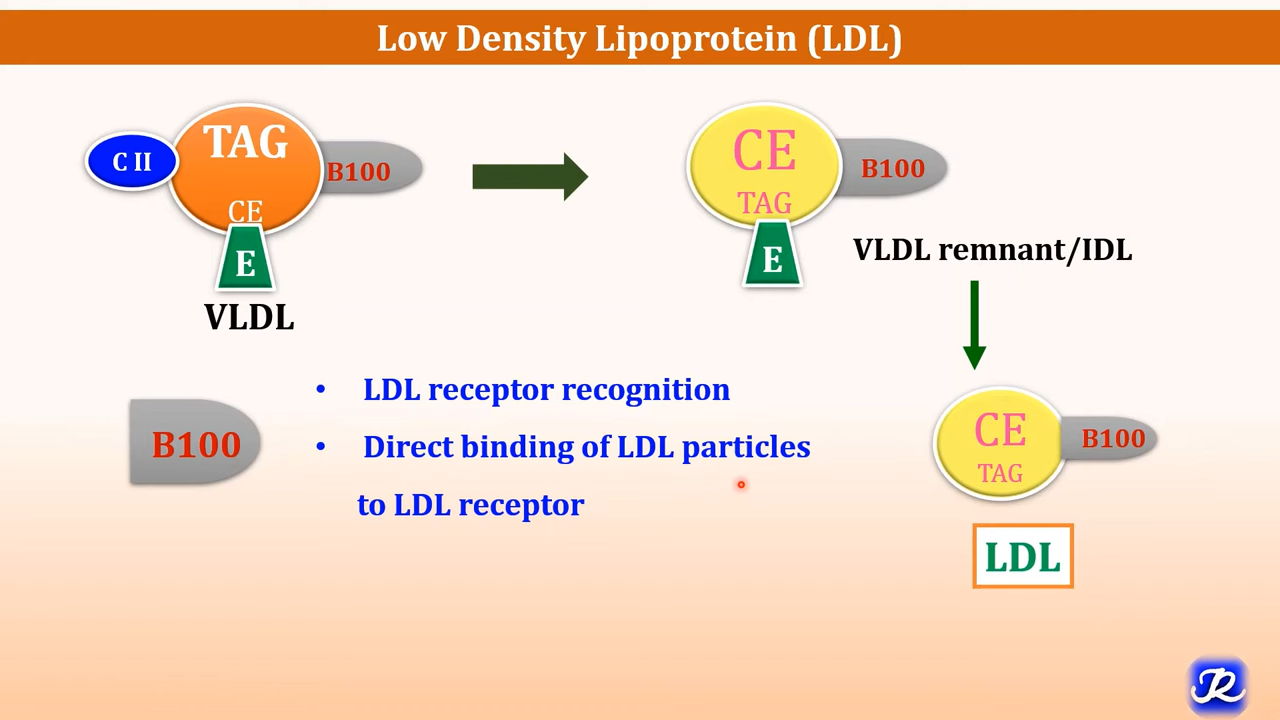 Low Density Lipoprotein (LDL)
C II
TAG
CE
B100
E
VLDL
CE
TAG
B100
E
VLDL remnant/IDL
B100
• LDL receptor recognition
• Direct binding of LDL particles
to LDL receptor
CE
TAG
B100
LDL
JR